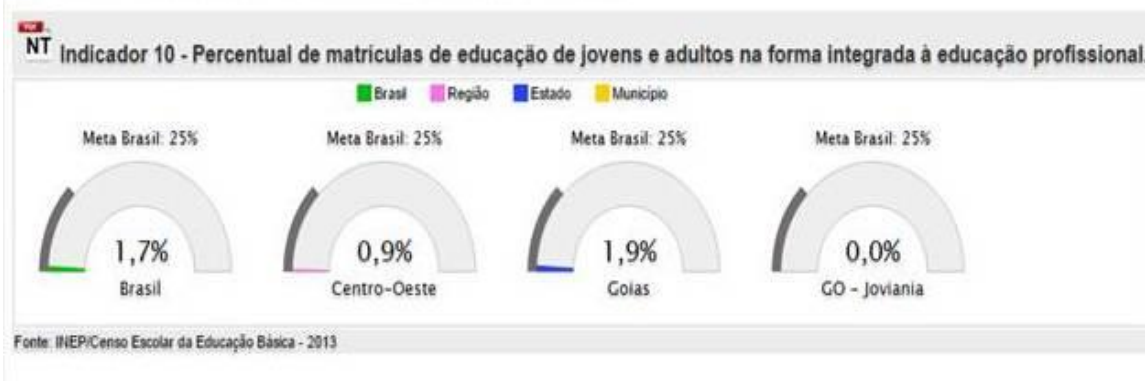 NT Indicador 10 - Percentual de matrículas de educação de jovens e adultos na forma integrada à educação profissional.
Brasil Região Estado Município
Meta Brasil: 25% Meta Brasil: 25% Meta Brasil: 25% Meta Brasil: 25%
1,7% 0,9% 1,9% 0,0%
Brasil Centro-Oeste Goias GO - Joviania
Fonte: INEP/Censo Escolar da Educação Básica - 2013